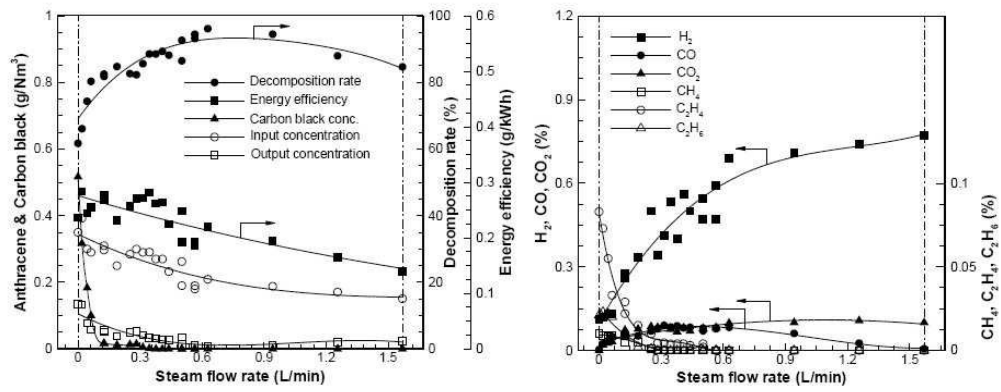 Anthracene & Carbon black (g/Nm³)
1
0.8
0.6
0.4
0.2
0
Decomposition rate
Energy efficiency
Carbon black conc.
Input concentration
Output concentration
0
0.3
0.6
0.9
1.2
1.5
Steam flow rate (L/min)
100
80
60
40
20
0
Decomposition rate (%)
0.6
0.5
0.4
0.3
0.2
0.1
0
Energy efficiency (g/kWh)
H₂, CO, CO₂ (%)
1.2
0.9
0.6
0.3
0
H₂
CO
CO₂
CH₄
C₂H₄
C₂H₆
0
0.3
0.6
0.9
1.2
1.5
Steam flow rate (L/min)
0.1
0.05
0
CH₄, C₂H₄, C₂H₆ (%)